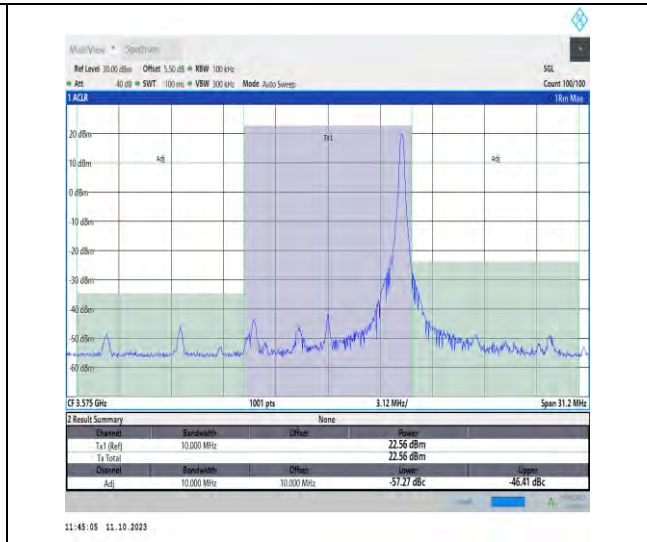 MultiView Spectrum
Ref Level 30.00 dBm Offset 5.50 dB RBW 100 kHz SGL
Att 40 dB SWT 100 ms VBW 300 kHz Mode Auto Sweep Count 100/100
1 ACLR 1Rm Max
Tx1
20 dBm
Adj Adj
10 dBm
0 dBm
-10 dBm
-20 dBm
-30 dBm
-40 dBm
-50 dBm
-60 dBm
CF 3.575 GHz 1001 pts 3.12 MHz/ Span 31.2 MHz
2 Result Summary None
Channel Bandwidth Offset Power
Tx1 (Ref) 10.000 MHz 22.56 dBm
Tx Total 22.56 dBm
Channel Bandwidth Offset Lower Upper
Adj 10.000 MHz 10.000 MHz -57.27 dBc -46.41 dBc
11:45:05 11.10.2023